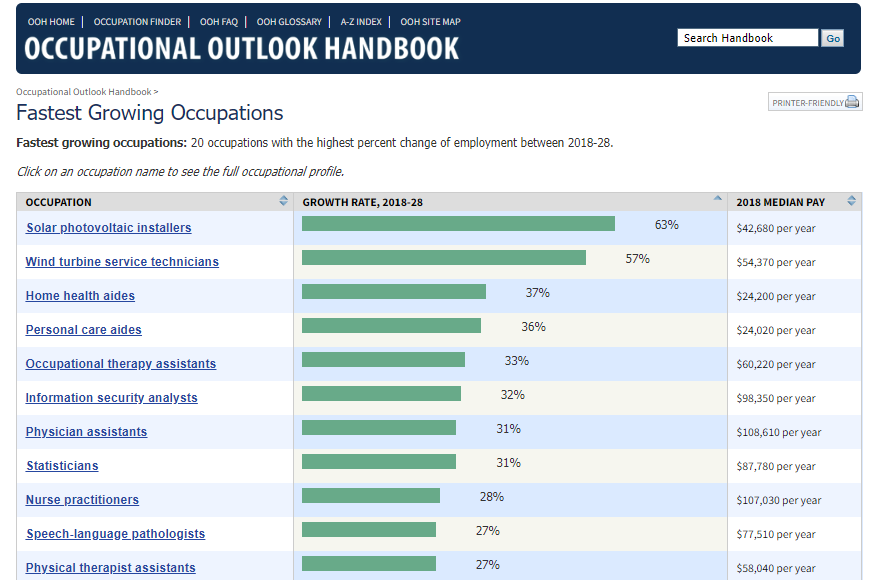 OOH HOME | OCCUPATION FINDER | OOH FAQ | OOH GLOSSARY | A-Z INDEX | OOH SITE MAP
OCCUPATIONAL OUTLOOK HANDBOOK
Search Handbook Go
Occupational Outlook Handbook >
Fastest Growing Occupations
PRINTER-FRIENDLY
Fastest growing occupations: 20 occupations with the highest percent change of employment between 2018-28.
Click on an occupation name to see the full occupational profile.
OCCUPATION GROWTH RATE, 2018-28 2018 MEDIAN PAY
Solar photovoltaic installers 63% $42,680 per year
Wind turbine service technicians 57% $54,370 per year
Home health aides 37% $24,200 per year
Personal care aides 36% $24,020 per year
Occupational therapy assistants 33% $60,220 per year
Information security analysts 32% $98,350 per year
Physician assistants 31% $108,610 per year
Statisticians 31% $87,780 per year
Nurse practitioners 28% $107,030 per year
Speech-language pathologists 27% $77,510 per year
Physical therapist assistants 27% $58,040 per year